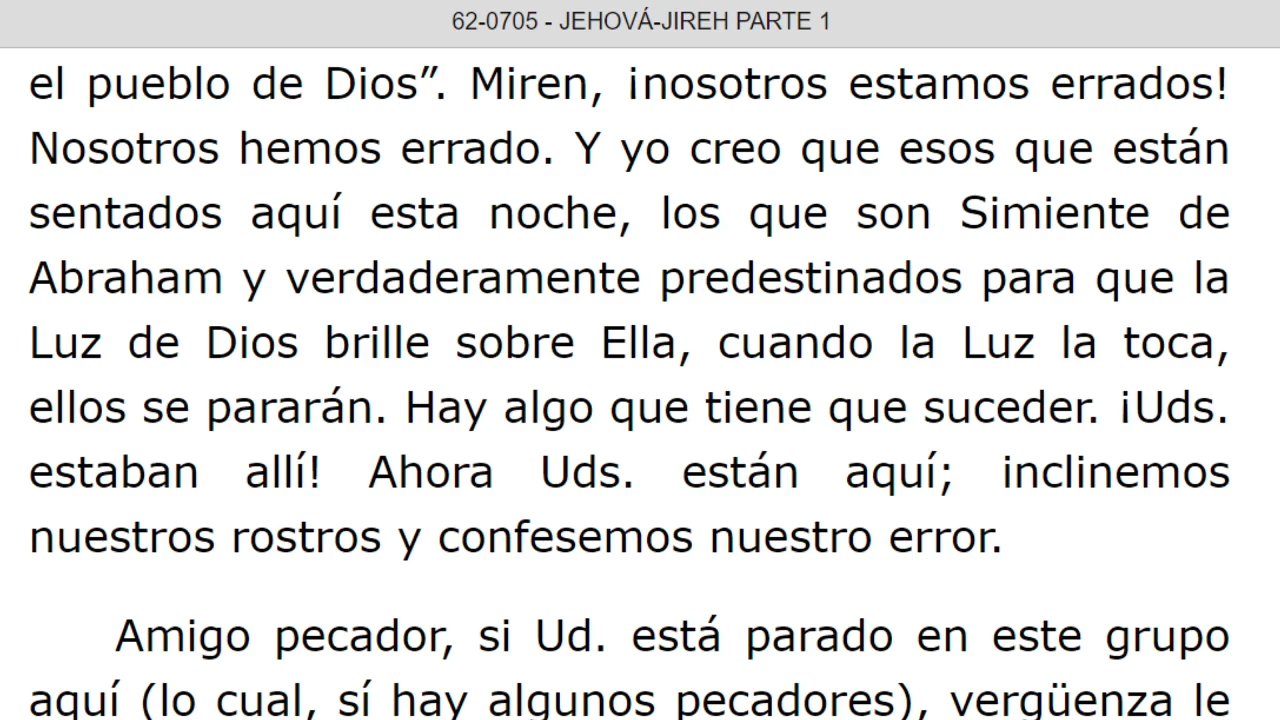 62-0705 - JEHOVÁ-JIREH PARTE 1
el pueblo de Dios”. Miren, ¡nosotros estamos errados!
Nosotros hemos errado. Y yo creo que esos que están
sentados aquí esta noche, los que son Simiente de
Abraham y verdaderamente predestinados para que la
Luz de Dios brille sobre Ella, cuando la Luz la toca,
ellos se pararán. Hay algo que tiene que suceder. ¡Uds.
estaban allí! Ahora Uds. están aquí; inclinemos
nuestros rostros y confesemos nuestro error.
Amigo pecador, si Ud. está parado en este grupo
aquí (lo cual, sí hay algunos pecadores), vergüenza le